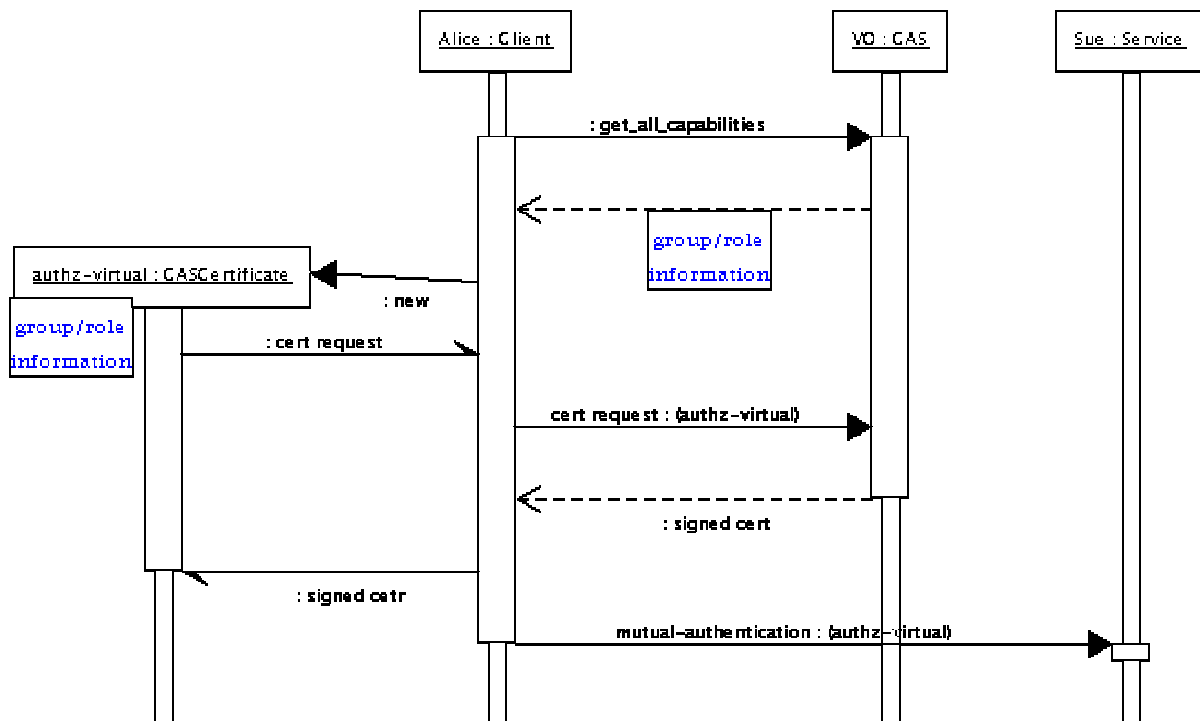 Alice : Client
VO : CAS
Sue : Service
: get_all_capabilities
group/role
information
authz-virtual : CASCertificate
: new
group/role
information
: cert request
cert request : (authz-virtual)
: signed cert
: signed cetr
mutual-authentication : (authz-virtual)